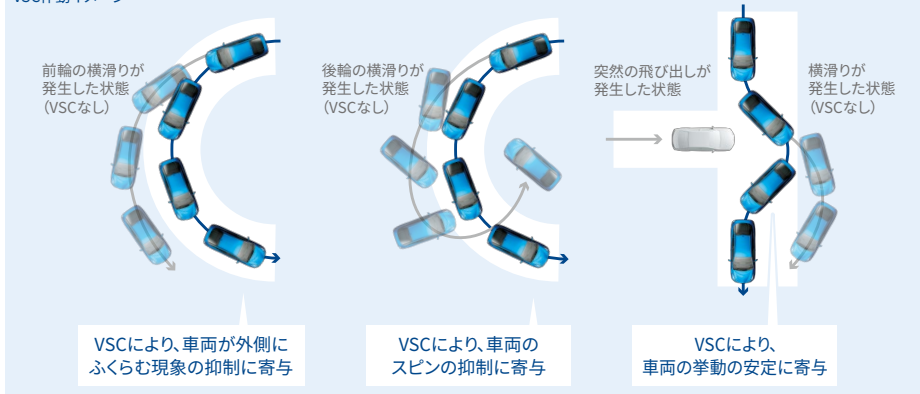 前輪の横滑りが
発生した状態
（VSCなし）
後輪の横滑りが
発生した状態
（VSCなし）
突然の飛び出しが
発生した状態
横滑りが
発生した状態
（VSCなし）
VSCにより、車両が外側に
ふくらむ現象の抑制に寄与
VSCにより、車両の
スピンの抑制に寄与
VSCにより、
車両の挙動の安定に寄与